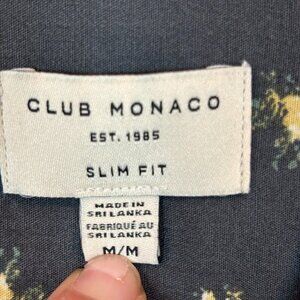 CLUB MONACO
EST. 1985
SLIM FIT
MADE IN
SRI LANKA
FABRIQUÉ AU
SRI LANKA
M/M